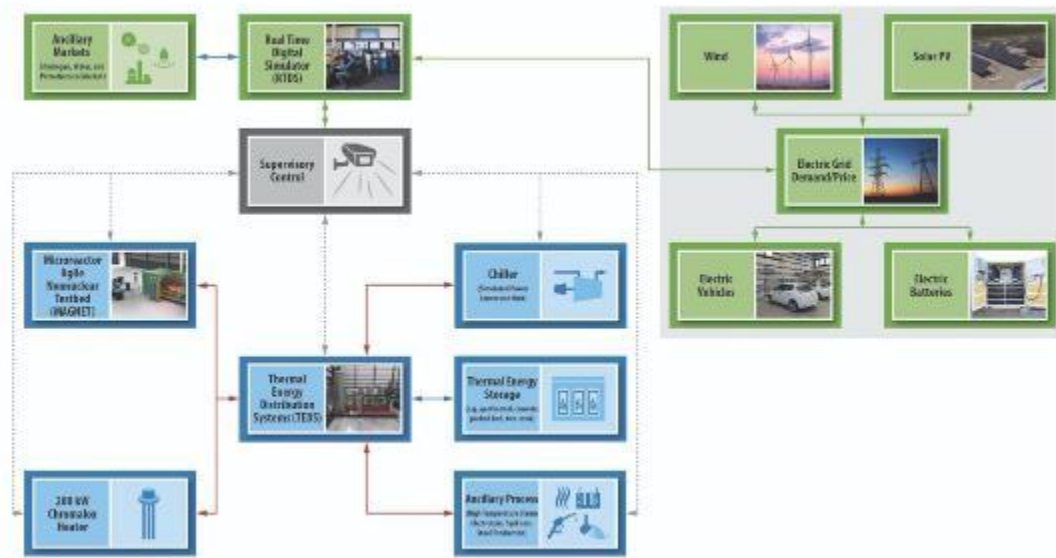 Ancillary
Markets
Real Time
Digital
Simulator
(RTDS)
Wind
Solar PV
Supervisory
Control
Electric Grid
Demand/Price
Microreactor
Agile
Nonnuclear
Testbed
(MAGNET)
Chiller
Electric
Vehicles
Electric
Batteries
Thermal
Energy
Distribution
Systems (TEDS)
Thermal Energy
Storage
200 kW
Chromalox
Heater
Ancillary Process